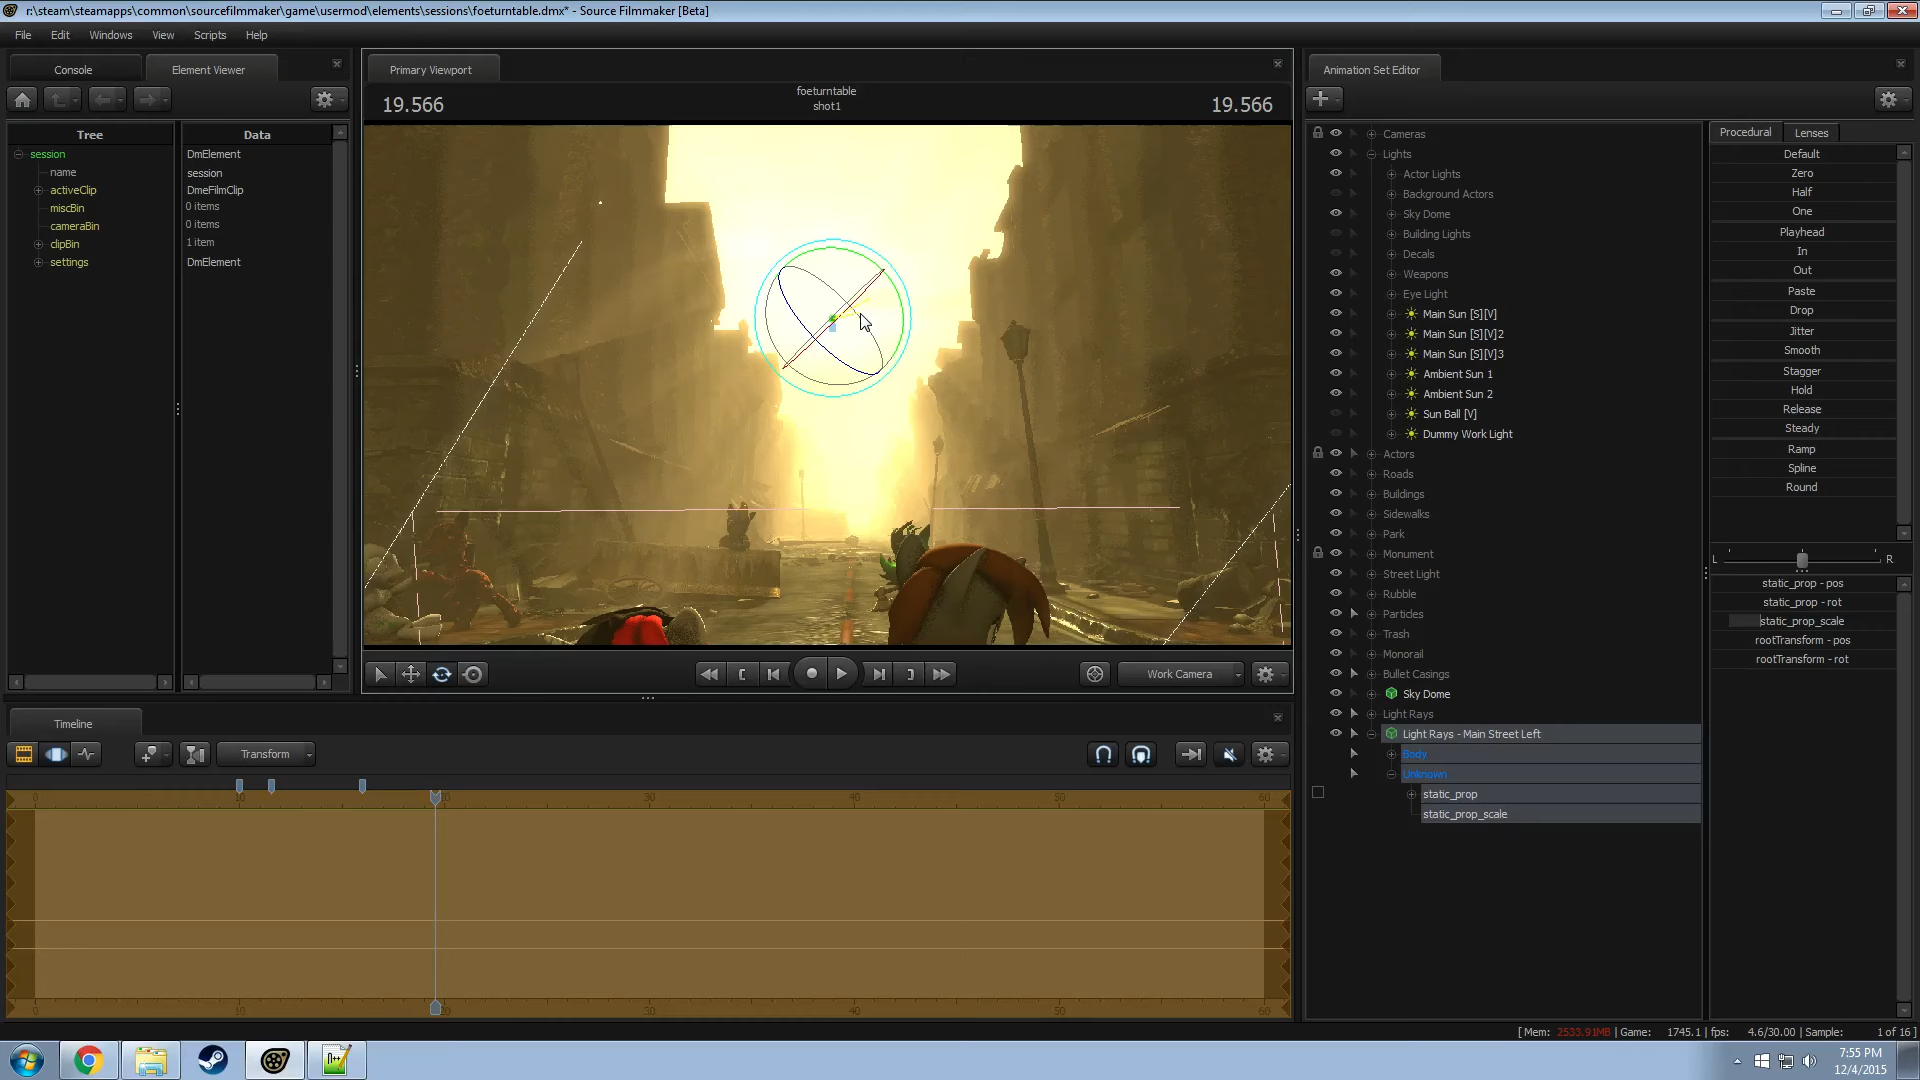 r:\steam\steamapps\common\sourcefilmmaker\game\usermod\elements\sessions\foeturntable.dmx* - Source Filmmaker [Beta]
File Edit Windows View Scripts Help
Console Element Viewer
Tree Data
session DmElement
name session
activeClip DmeFilmClip
miscBin 0 items
cameraBin 0 items
clipBin 1 item
settings DmElement
Primary Viewport
foeturntable
19.566 shot1 19.566
Work Camera
Timeline
Transform
0 10 20 30 40 50 60
0 10 30 40 50 60
Animation Set Editor
Cameras
Lights
Actor Lights
Background Actors
Sky Dome
Building Lights
Decals
Weapons
Eye Light
Main Sun [S][V]
Main Sun [S][V]2
Main Sun [S][V]3
Ambient Sun 1
Ambient Sun 2
Sun Ball [V]
Dummy Work Light
Actors
Roads
Buildings
Sidewalks
Park
Monument
Street Light
Rubble
Particles
Trash
Monorail
Bullet Casings
Sky Dome
Light Rays
Light Rays - Main Street Left
Body
Unknown
static_prop
static_prop_scale
Procedural Lenses
Default
Zero
Half
One
Playhead
In
Out
Paste
Drop
Jitter
Smooth
Stagger
Hold
Release
Steady
Ramp
Spline
Round
L R
static_prop - pos
static_prop - rot
static_prop_scale
rootTransform - pos
rootTransform - rot
[ Mem: 2533.91MB | Game: 1745.1 | fps: 4.6/30.00 | Sample: 1 of 16 ]
7:55 PM
12/4/2015